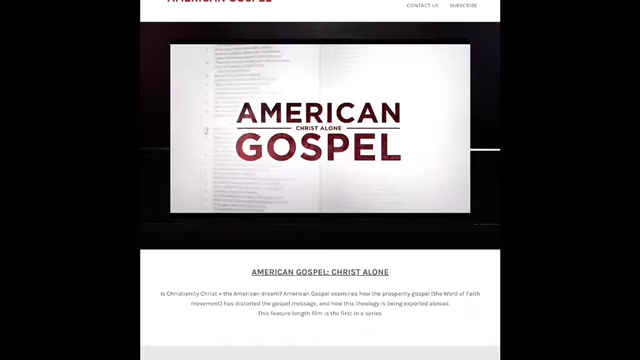 AMERICAN GOSPEL
CONTACT US SUBSCRIBE
AMERICAN
CHRIST ALONE
GOSPEL
AMERICAN GOSPEL: CHRIST ALONE
Is Christianity Christ + the American dream? American Gospel examines how the prosperity gospel (the Word of Faith
movement) has distorted the gospel message, and how this theology is being exported abroad.
This feature-length film is the first in a series.